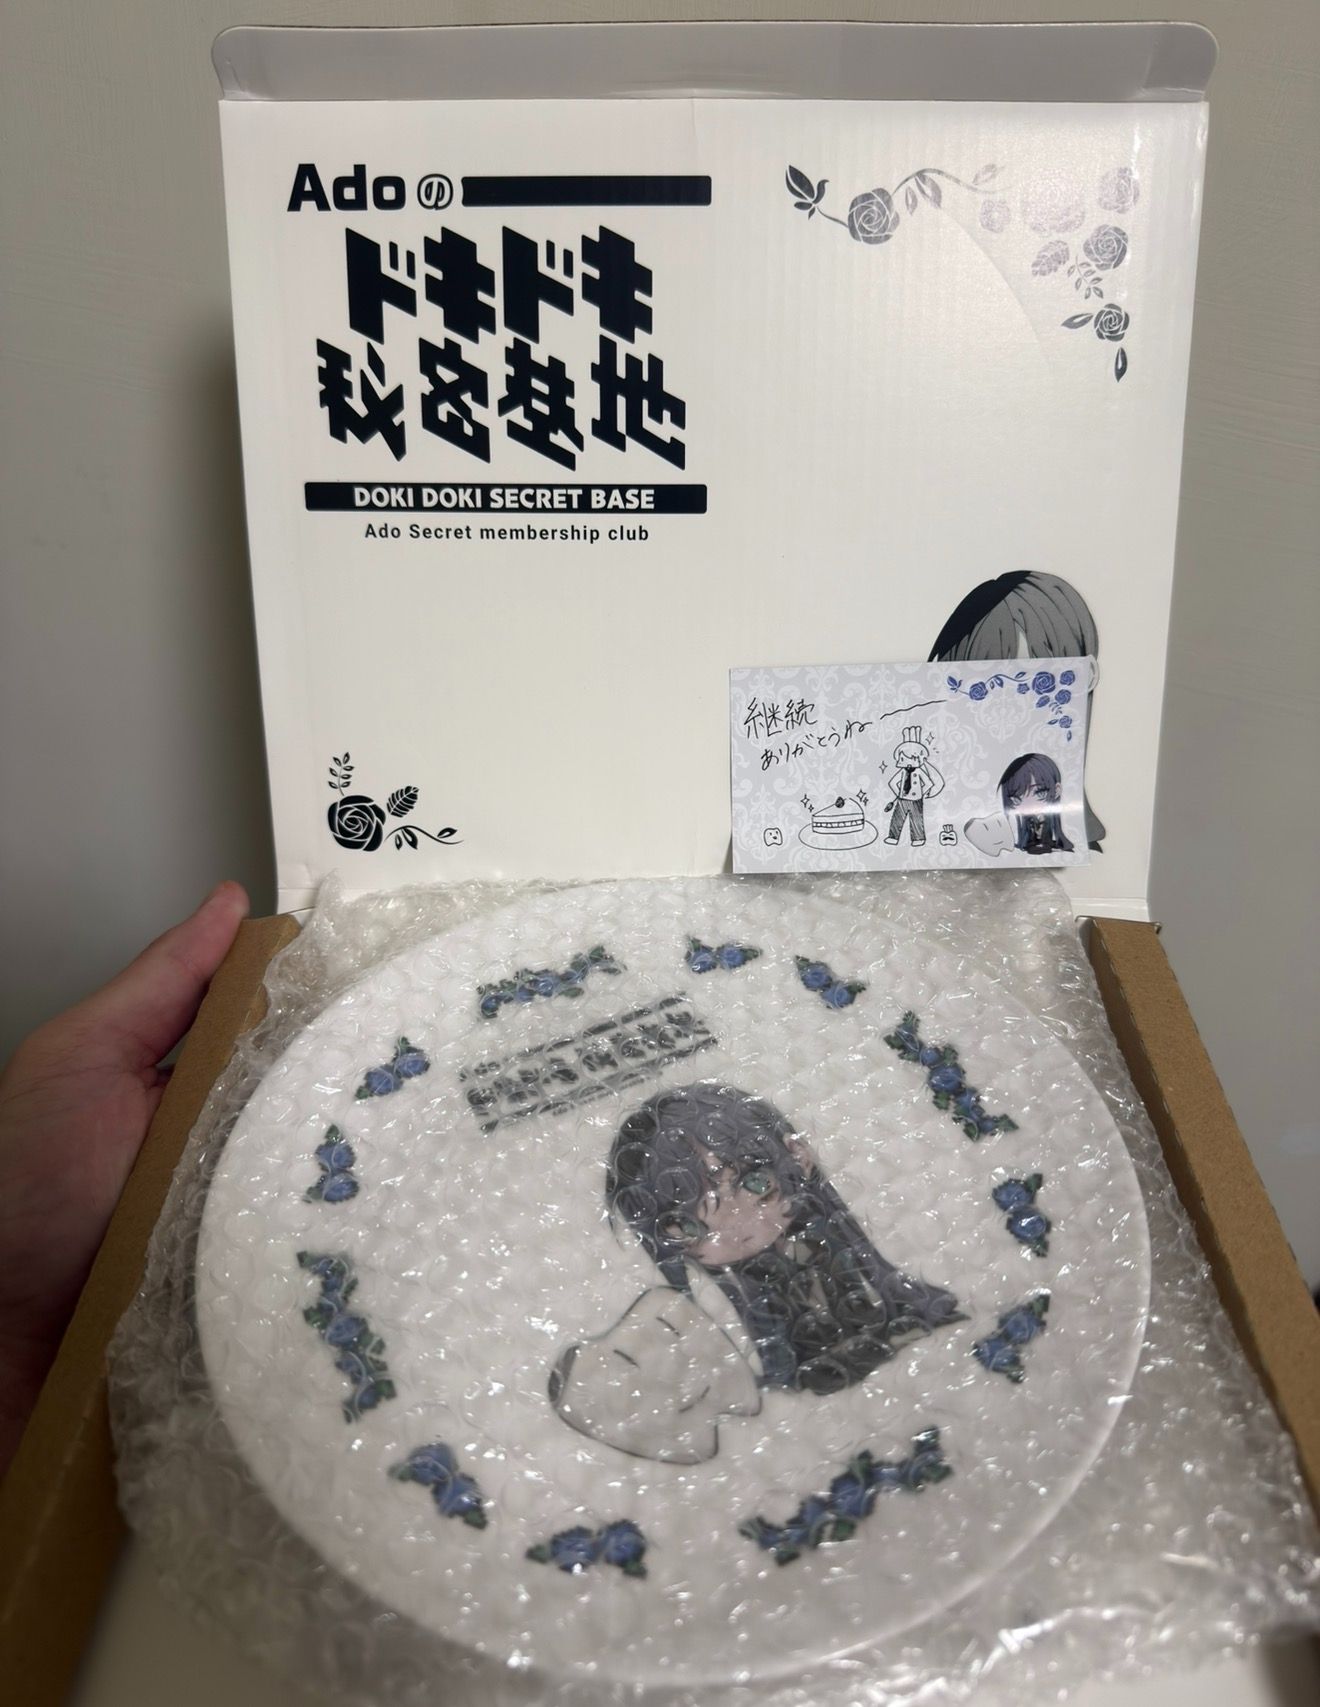 Adoの
ドキドキ
秘密基地
DOKI DOKI SECRET BASE
Ado Secret membership club
継続
ありがとうねー